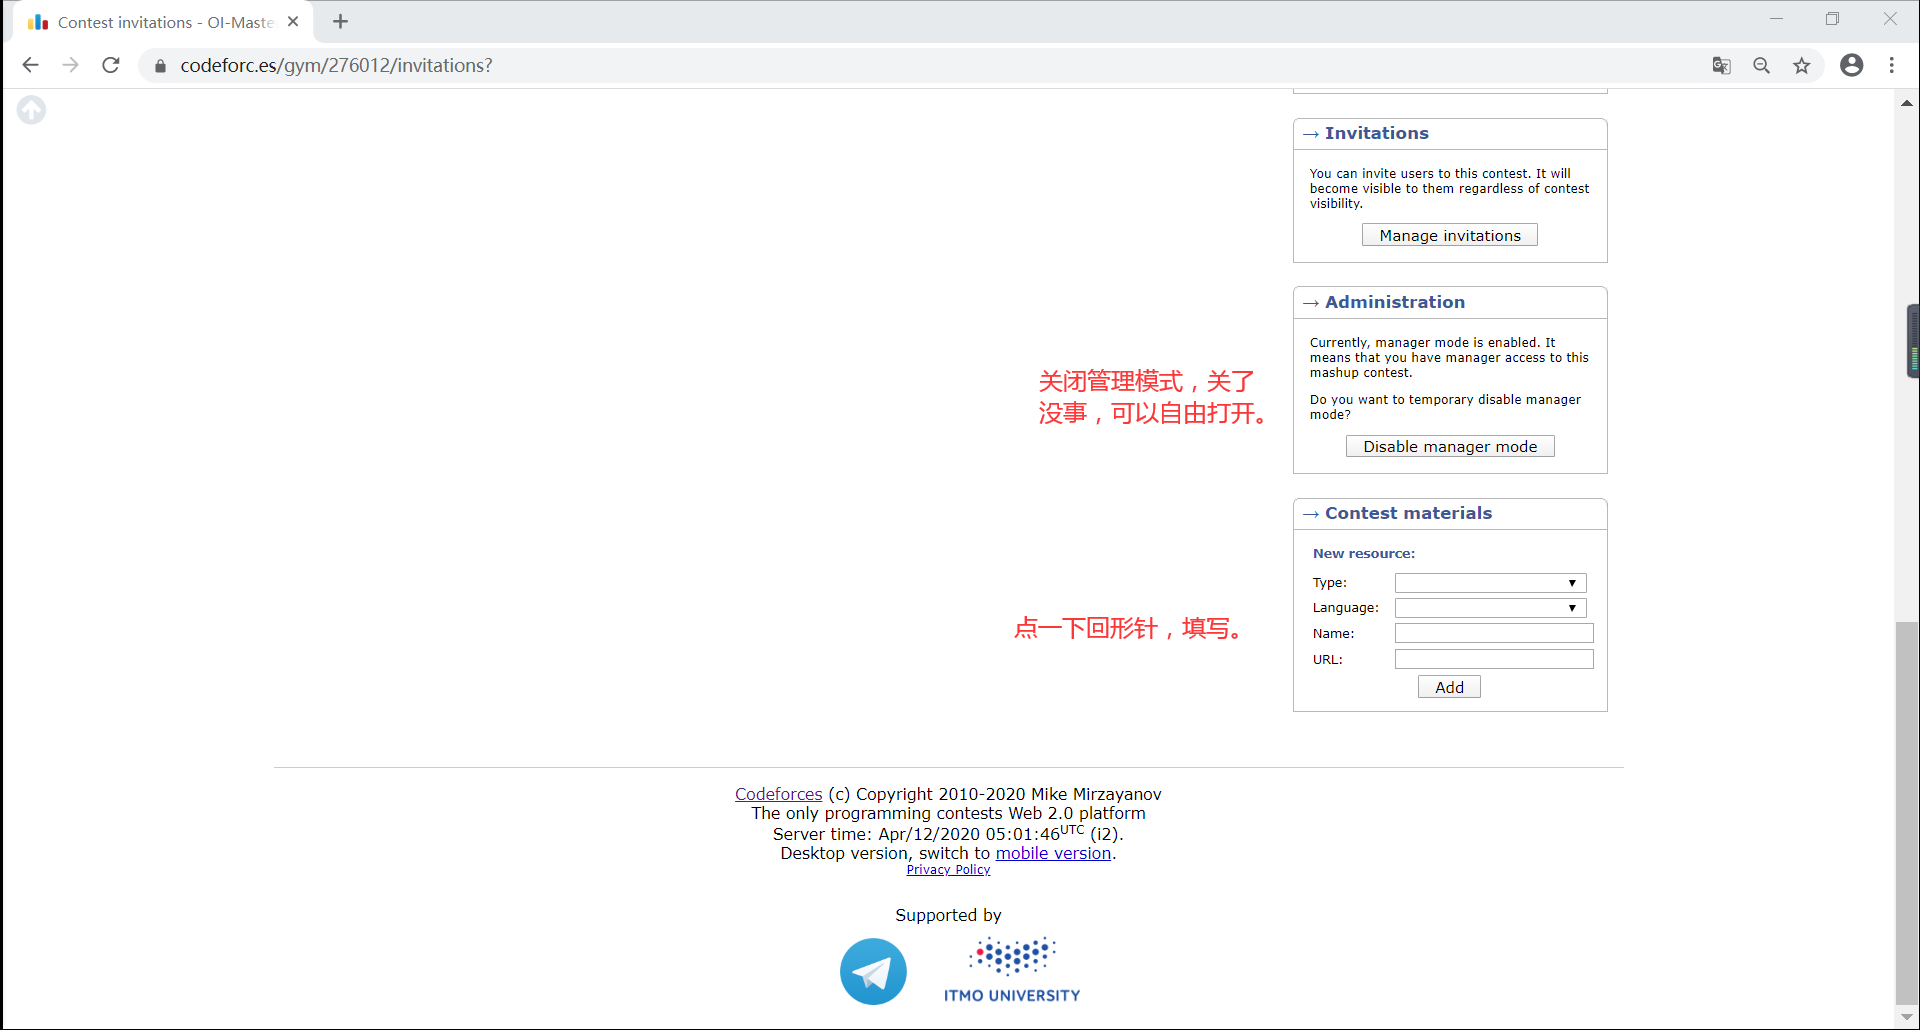 Contest invitations - OI-Maste
codeforc.es/gym/276012/invitations?
→ Invitations
You can invite users to this contest. It will
become visible to them regardless of contest
visibility.
Manage invitations
→ Administration
Currently, manager mode is enabled. It
means that you have manager access to this
mashup contest.
Do you want to temporary disable manager
mode?
Disable manager mode
关闭管理模式，关了
没事，可以自由打开。
→ Contest materials
New resource:
Type:
Language:
Name:
URL:
Add
点一下回形针，填写。
Codeforces (c) Copyright 2010-2020 Mike Mirzayanov
The only programming contests Web 2.0 platform
Server time: Apr/12/2020 05:01:46UTC (i2).
Desktop version, switch to mobile version.
Privacy Policy
Supported by
ITMO UNIVERSITY